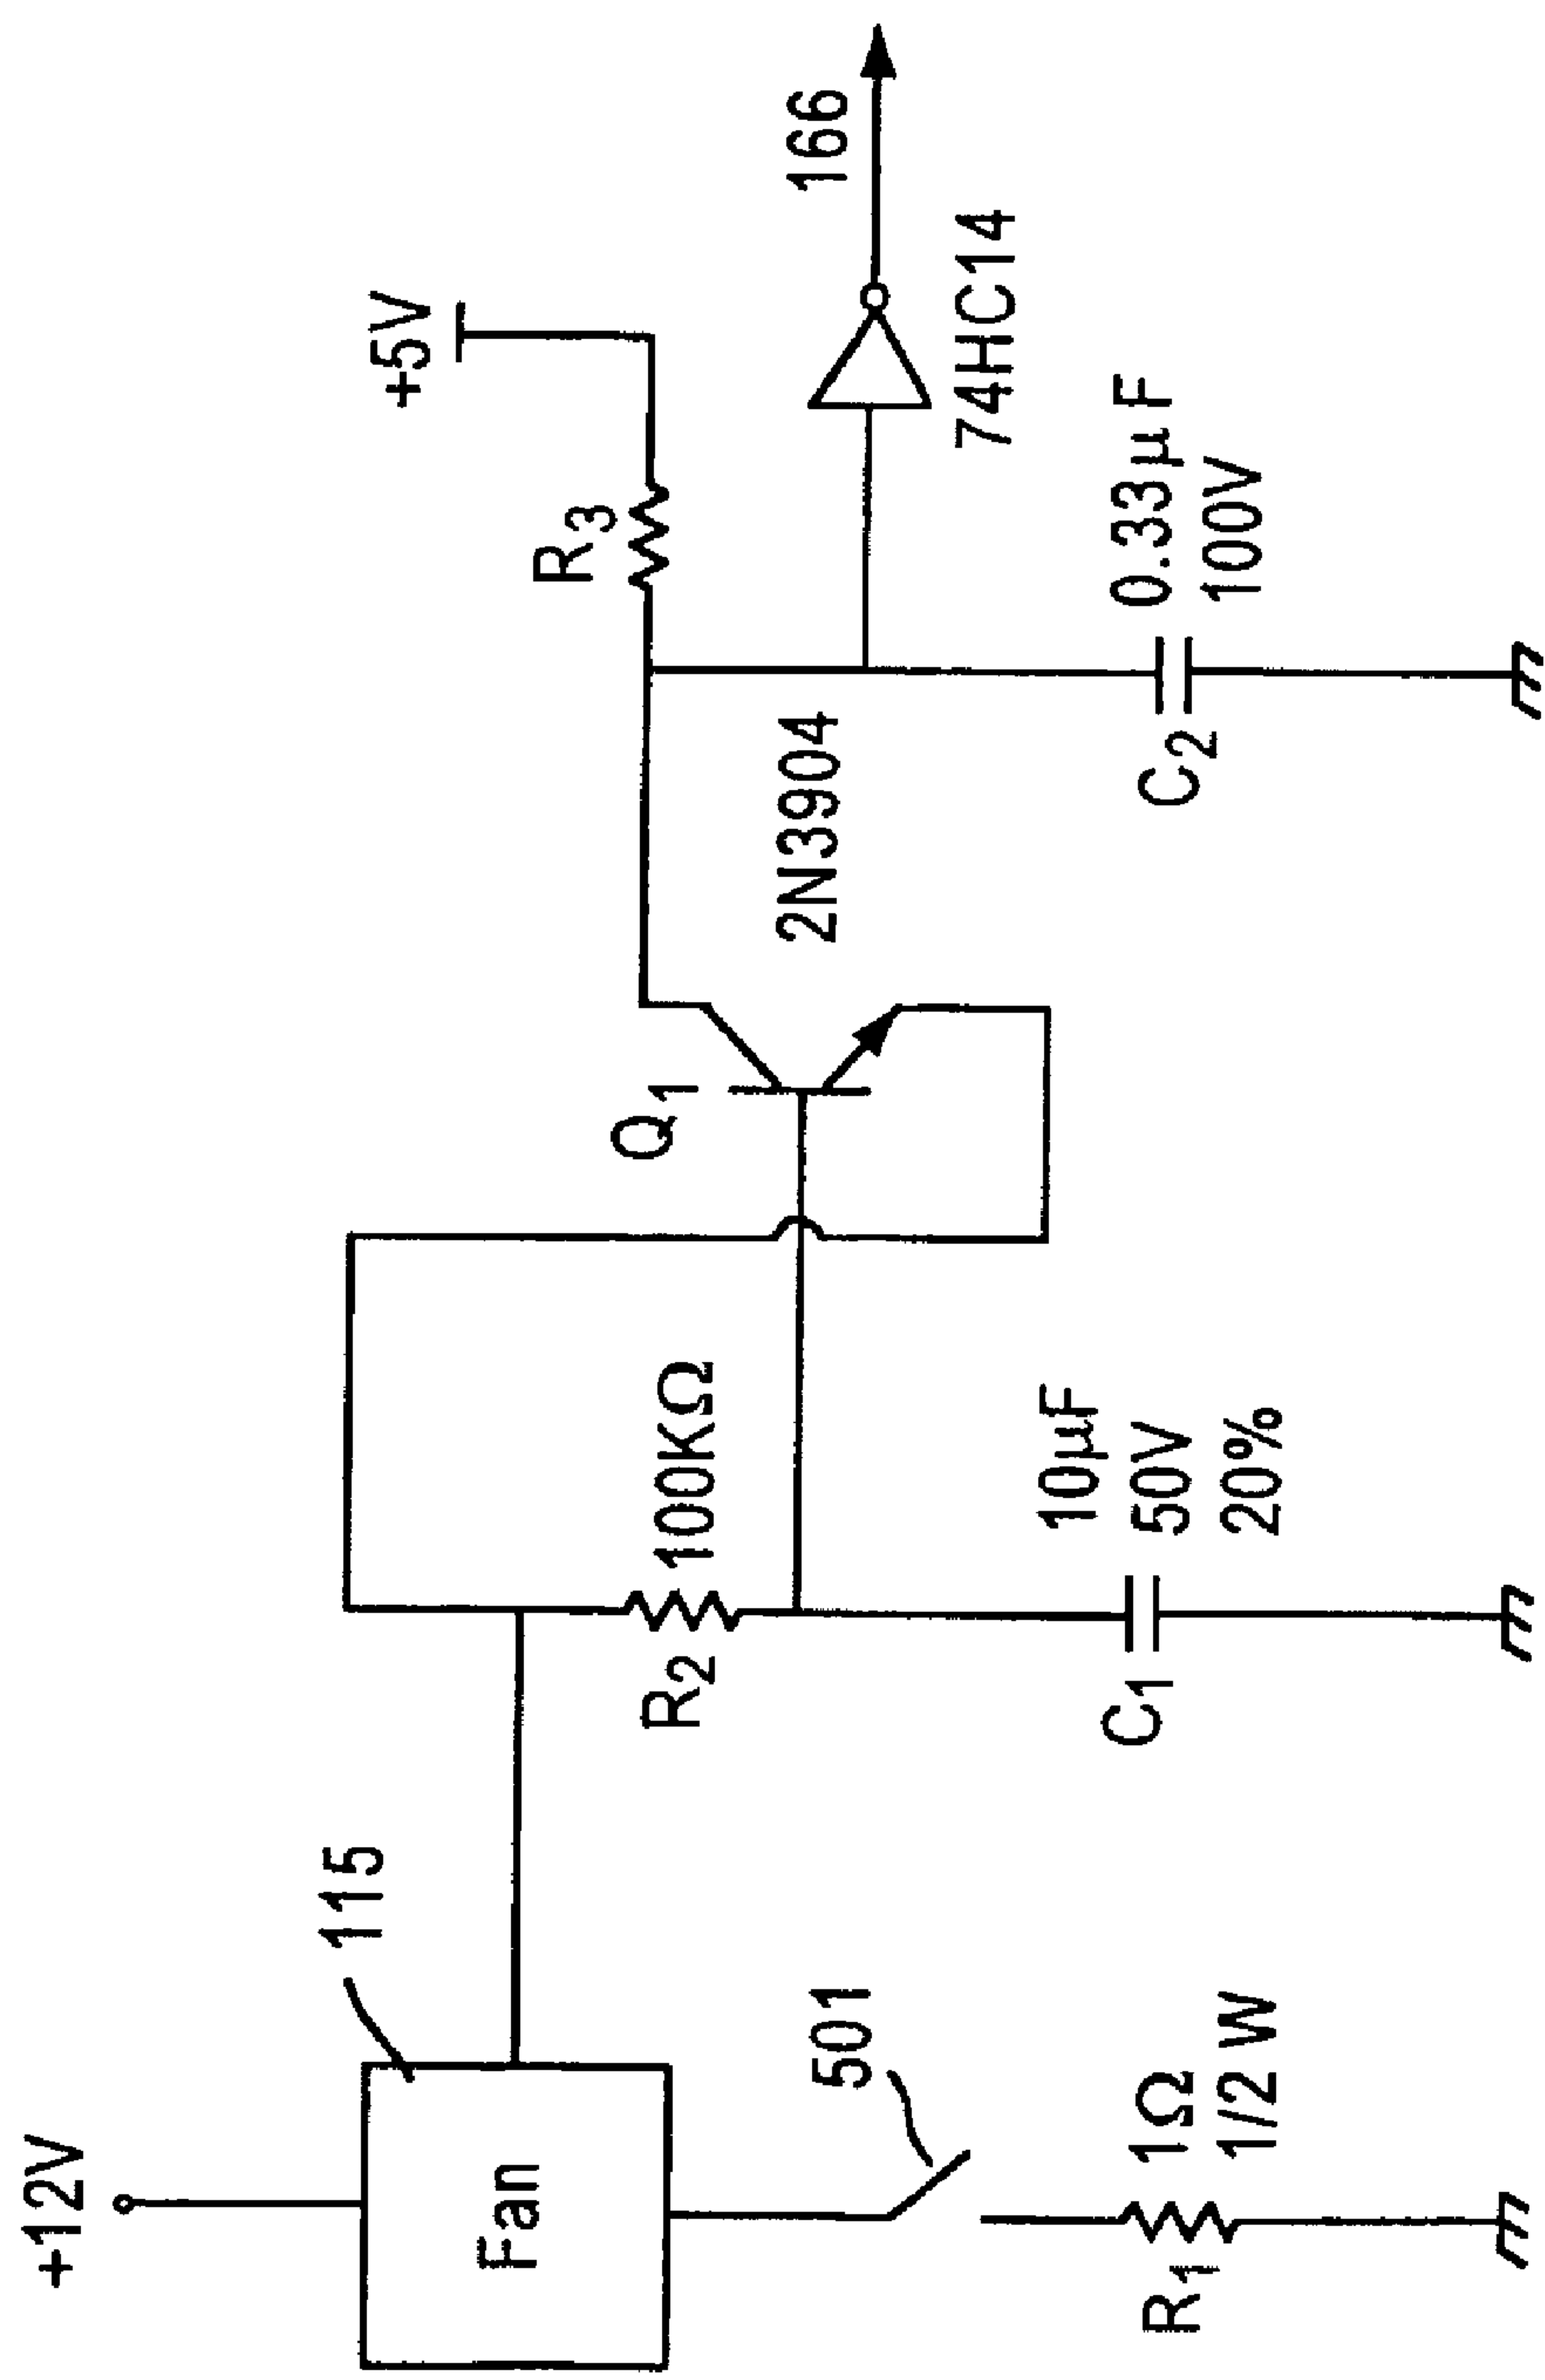 +12V
Fan
115
501
R1
1Ω
1/2 W
R2
100KΩ
C1
10µF
50V
20%
Q1
2N3904
R3
+5V
C2
0.33µF
100V
74HC14
166